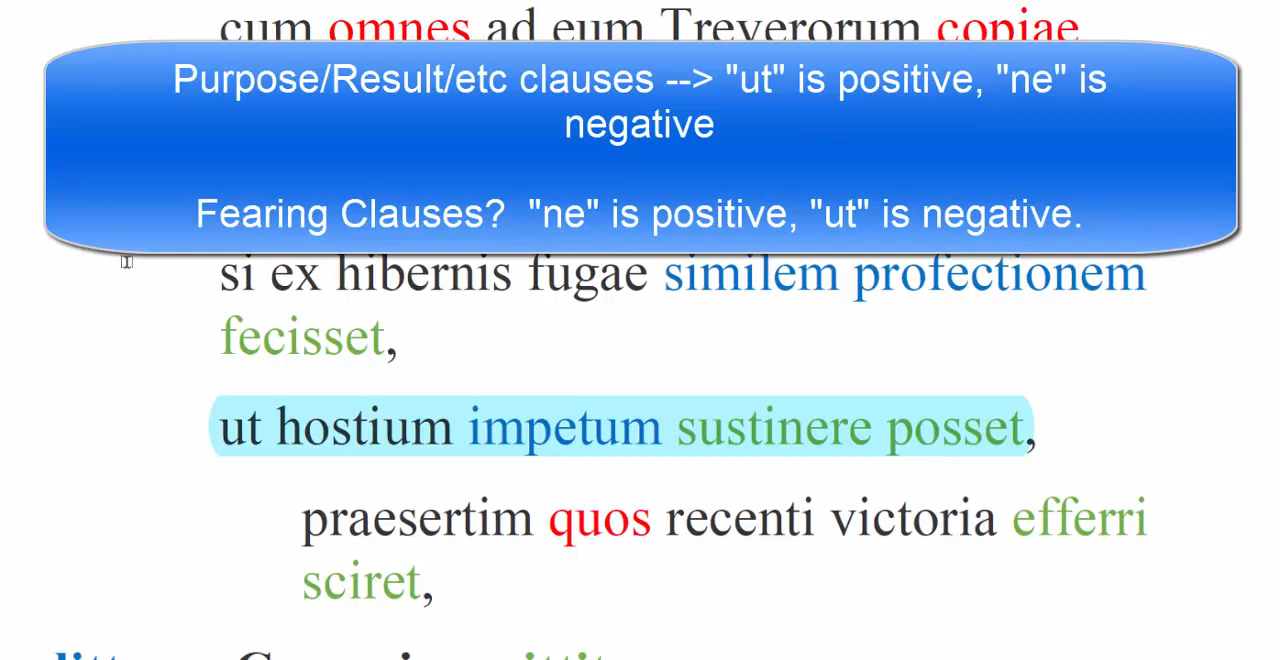 cum omnes ad eum Treverorum copiae
Purpose/Result/etc clauses --> "ut" is positive, "ne" is
negative
Fearing Clauses?  "ne" is positive, "ut" is negative.
si ex hibernis fugae similem profectionem
fecisset,
ut hostium impetum sustinere posset,
praesertim quos recenti victoria efferri
sciret,